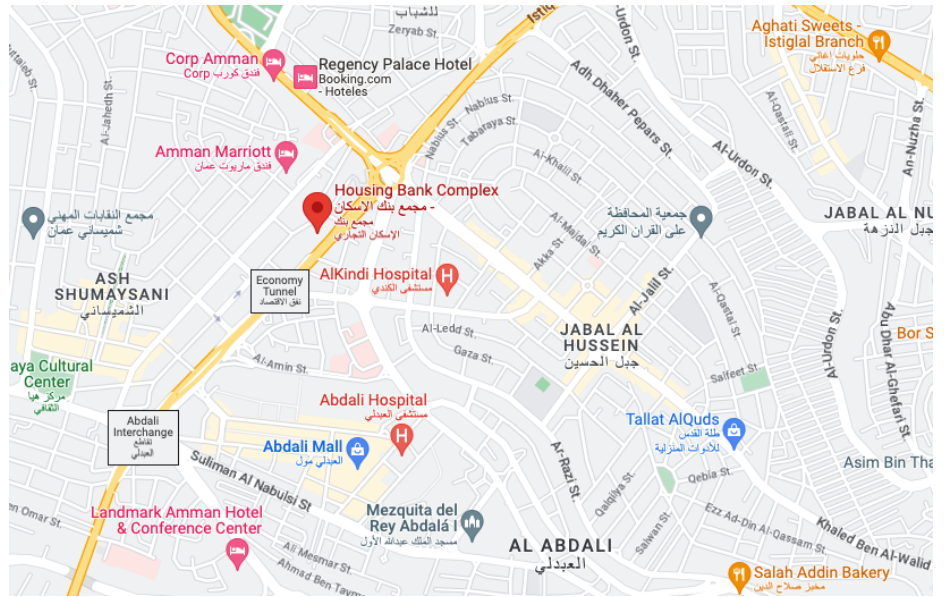 للشباب
Zeryab St.
Istiq
Corp Amman
فندق كورب Corp
Regency Palace Hotel
Booking.com
- Hoteles
Aghati Sweets -
Istiglal Branch
حلويات اغاتي
فرع الاستقلال
Al-Jahedh St.
Adh Dhaher Pepars St.
Al-Urdon St.
Al-Qastall St.
An-Nuzha St.
Nablus St
Nablus St
Tabaraya St.
Al-Khalil St.
Al-Urdon St.
Amman Marriott
فندق ماريوت عمان
Housing Bank Complex
- مجمع بنك الإسكان
مجمع بنك
الإسكان التجاري
مجمع النقابات المهني
شميساني عمان
جمعية المحافظة
على القران الكريم
JABAL AL NU
جبل النزهة
Al-Majdal St.
Akka St.
ASH
SHUMAYSANI
الشميساني
Economy
Tunnel
نفق الاقتصاد
AlKindi Hospital
مستشفى الكندي
Al-Jalil St.
Al-Qastal St.
Al-Ledd St
Gaza St.
JABAL AL
HUSSEIN
جبل الحسين
Al-Urdon St.
Abu Dhar Al-Ghefari St.
Bor S
aya Cultural
Center
مركز هيا
الثقافي
Al-Amin St.
Salfeet St.
Abdali Hospital
مستشفى العبدلي
Abdali
Interchange
تقاطع
العبدلي
Abdali Mall
العبدلي مول
Tallat AlQuds
طلة القدس
للأدوات المنزلية
Suliman Al Nabulsi St
Ar-Razi St.
Asim Bin Tha
Qebia St.
Qalqilya St.
Landmark Amman Hotel
& Conference Center
Mezquita del
Rey Abdalá I
مسجد الملك عبدالله الأول
Salwan St.
Ezz Ad-Din Al-Qassam St.
Khaled Ben Al-Walid
en Omar St.
Ali Mesmar St.
Ahmad Ben Taym
AL ABDALI
العبدلي
Salah Addin Bakery
مخبز صلاح الدين